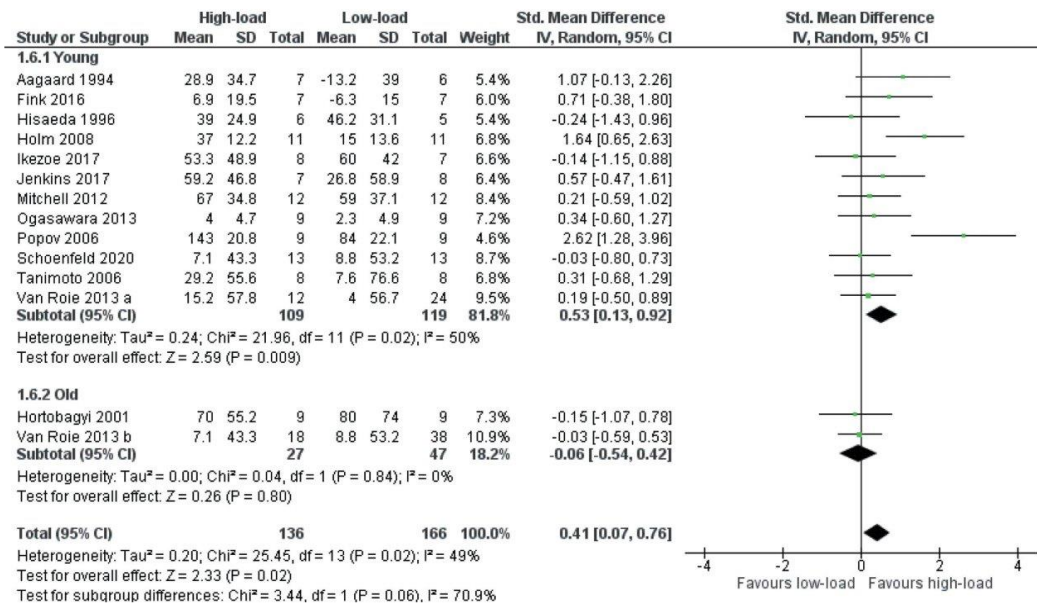 High-load Low-load Std. Mean Difference Std. Mean Difference
Study or Subgroup Mean SD Total Mean SD Total Weight IV, Random, 95% CI IV, Random, 95% CI
1.6.1 Young
Aagaard 1994 28.9 34.7 7 -13.2 39 6 5.4% 1.07 [-0.13, 2.26]
Fink 2016 6.9 19.5 7 -6.3 15 7 6.0% 0.71 [-0.38, 1.80]
Hisaeda 1996 39 24.9 6 46.2 31.1 5 5.4% -0.24 [-1.43, 0.96]
Holm 2008 37 12.2 11 15 13.6 11 6.8% 1.64 [0.65, 2.63]
Ikezoe 2017 53.3 48.9 8 60 42 7 6.6% -0.14 [-1.15, 0.88]
Jenkins 2017 59.2 46.8 7 26.8 58.9 8 6.4% 0.57 [-0.47, 1.61]
Mitchell 2012 67 34.8 12 59 37.1 12 8.4% 0.21 [-0.59, 1.02]
Ogasawara 2013 4 4.7 9 2.3 4.9 9 7.2% 0.34 [-0.60, 1.27]
Popov 2006 143 20.8 9 84 22.1 9 4.6% 2.62 [1.28, 3.96]
Schoenfeld 2020 7.1 43.3 13 8.8 53.2 13 8.7% -0.03 [-0.80, 0.73]
Tanimoto 2006 29.2 55.6 8 7.6 76.6 8 6.8% 0.31 [-0.68, 1.29]
Van Roie 2013 a 15.2 57.8 12 4 56.7 24 9.5% 0.19 [-0.50, 0.89]
Subtotal (95% CI) 109 119 81.8% 0.53 [0.13, 0.92]
Heterogeneity: Tau² = 0.24; Chi² = 21.96, df = 11 (P = 0.02); I² = 50%
Test for overall effect: Z = 2.59 (P = 0.009)
1.6.2 Old
Hortobagyi 2001 70 55.2 9 80 74 9 7.3% -0.15 [-1.07, 0.78]
Van Roie 2013 b 7.1 43.3 18 8.8 53.2 38 10.9% -0.03 [-0.59, 0.53]
Subtotal (95% CI) 27 47 18.2% -0.06 [-0.54, 0.42]
Heterogeneity: Tau² = 0.00; Chi² = 0.04, df = 1 (P = 0.84); I² = 0%
Test for overall effect: Z = 0.26 (P = 0.80)
Total (95% CI) 136 166 100.0% 0.41 [0.07, 0.76]
Heterogeneity: Tau² = 0.20; Chi² = 25.45, df = 13 (P = 0.02); I² = 49%
Test for overall effect: Z = 2.33 (P = 0.02)
Test for subgroup differences: Chi² = 3.44, df = 1 (P = 0.06), I² = 70.9%
-4 -2 0 2 4
Favours low-load Favours high-load